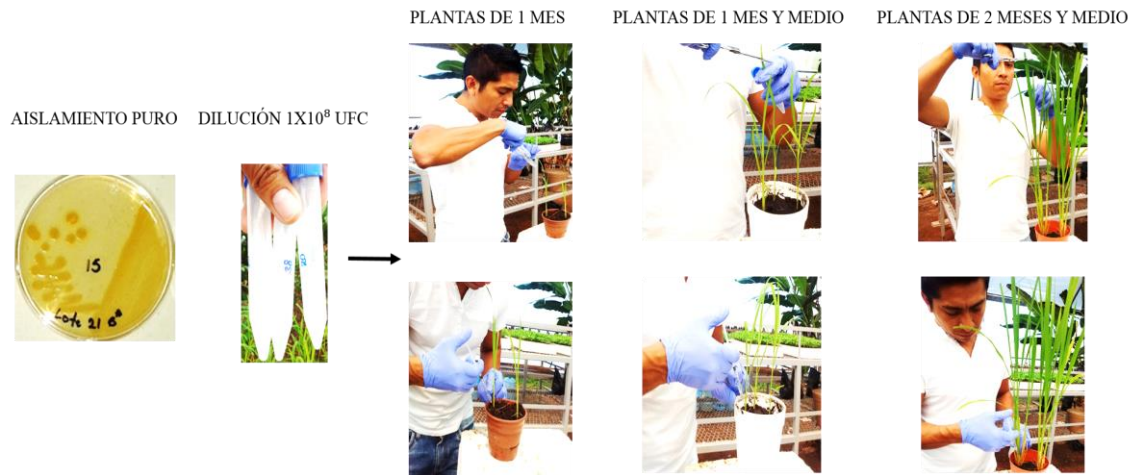 PLANTAS DE 1 MES
PLANTAS DE 1 MES Y MEDIO
PLANTAS DE 2 MESES Y MEDIO
AISLAMIENTO PURO
DILUCIÓN 1X10⁸ UFC
15
Lote 21